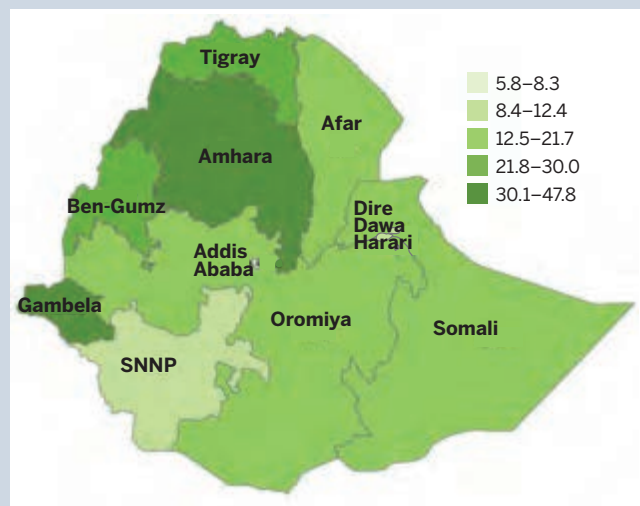 Tigray
Afar
Amhara
Ben-Gumz
Dire
Dawa
Harari
Addis
Ababa
Gambela
Oromiya
Somali
SNNP
5.8–8.3
8.4–12.4
12.5–21.7
21.8–30.0
30.1–47.8